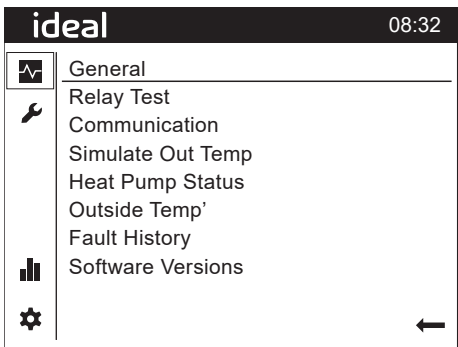 ideal
08:32
General
Relay Test
Communication
Simulate Out Temp
Heat Pump Status
Outside Temp’
Fault History
Software Versions